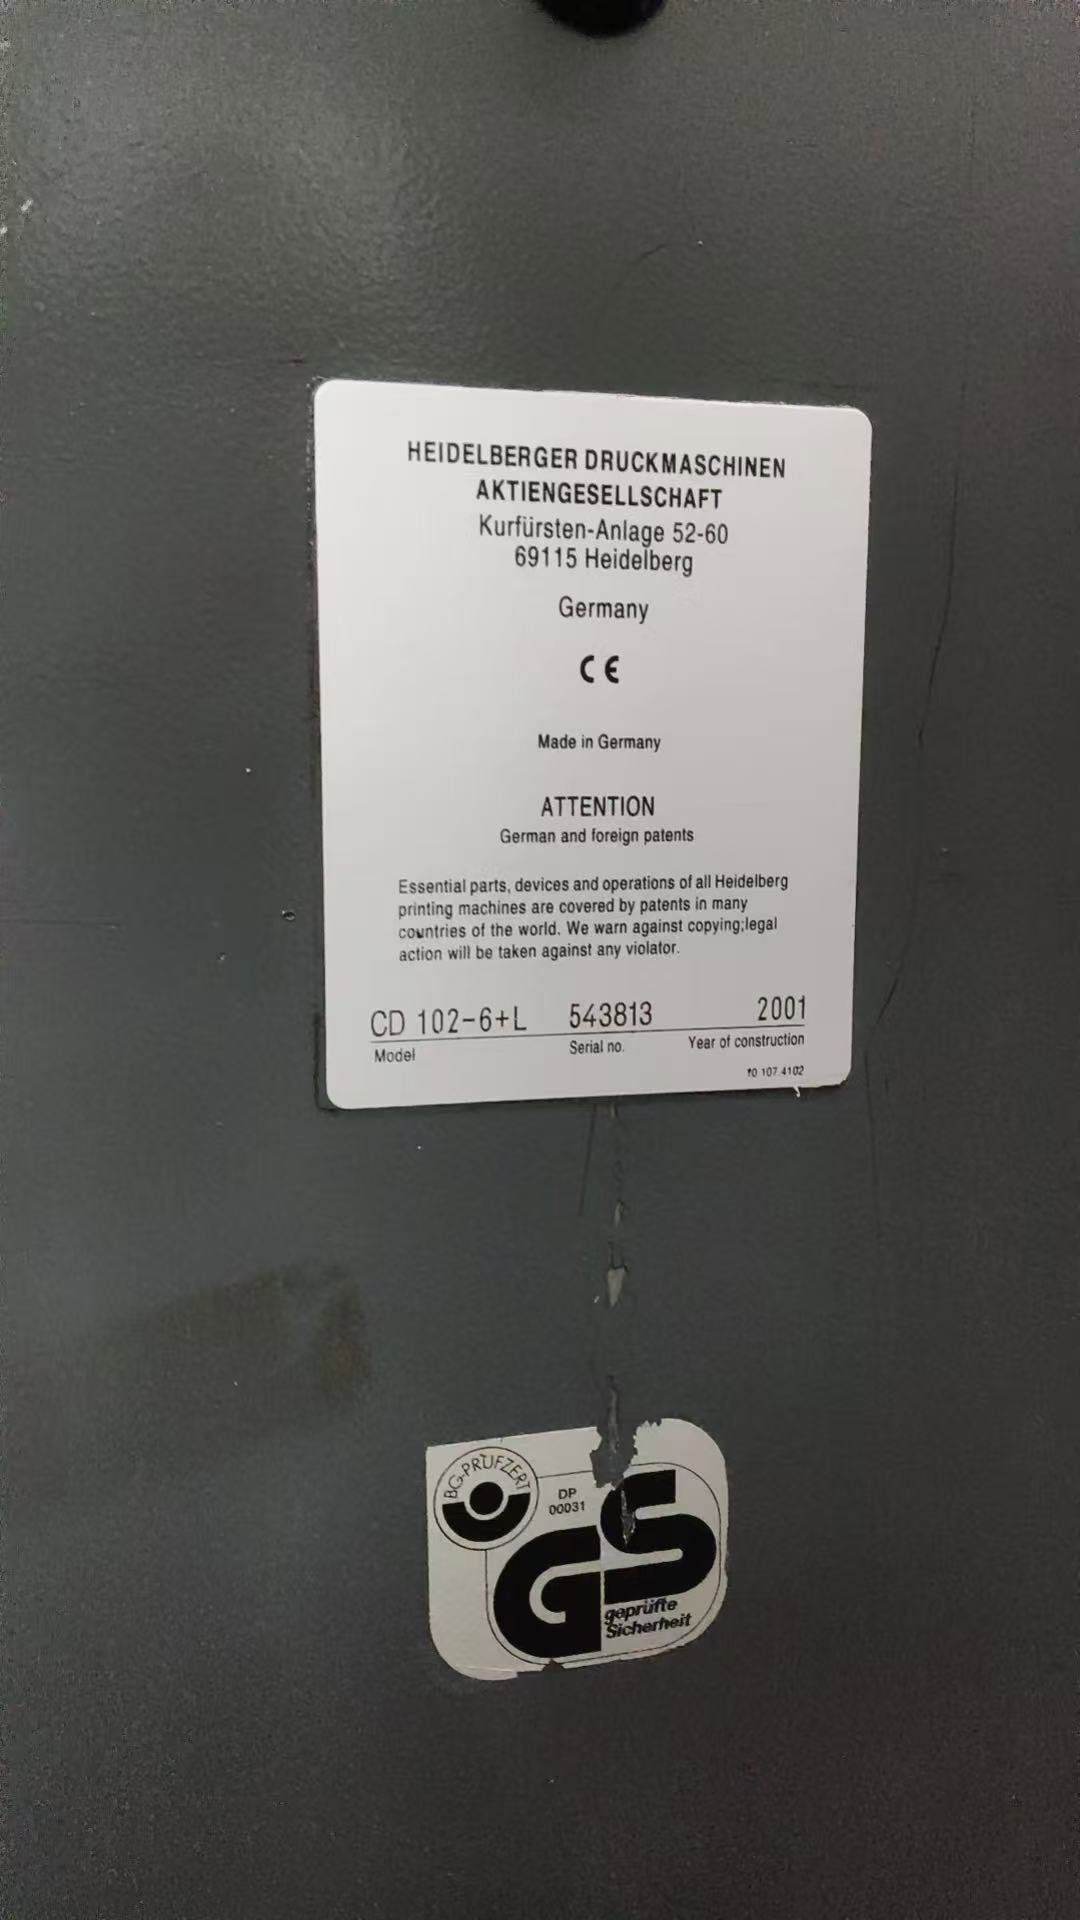 HEIDELBERGER DRUCKMASCHINEN
AKTIENGESELLSCHAFT
Kurfürsten-Anlage 52-60
69115 Heidelberg
Germany
CE
Made in Germany
ATTENTION
German and foreign patents
Essential parts, devices and operations of all Heidelberg
printing machines are covered by patents in many
countries of the world. We warn against copying;legal
action will be taken against any violator.
CD 102-6+L 543813 2001
Model Serial no. Year of construction
10 107 4102
BG-PRÜFZERT
DP
00031
GS
geprüfte
Sicherheit